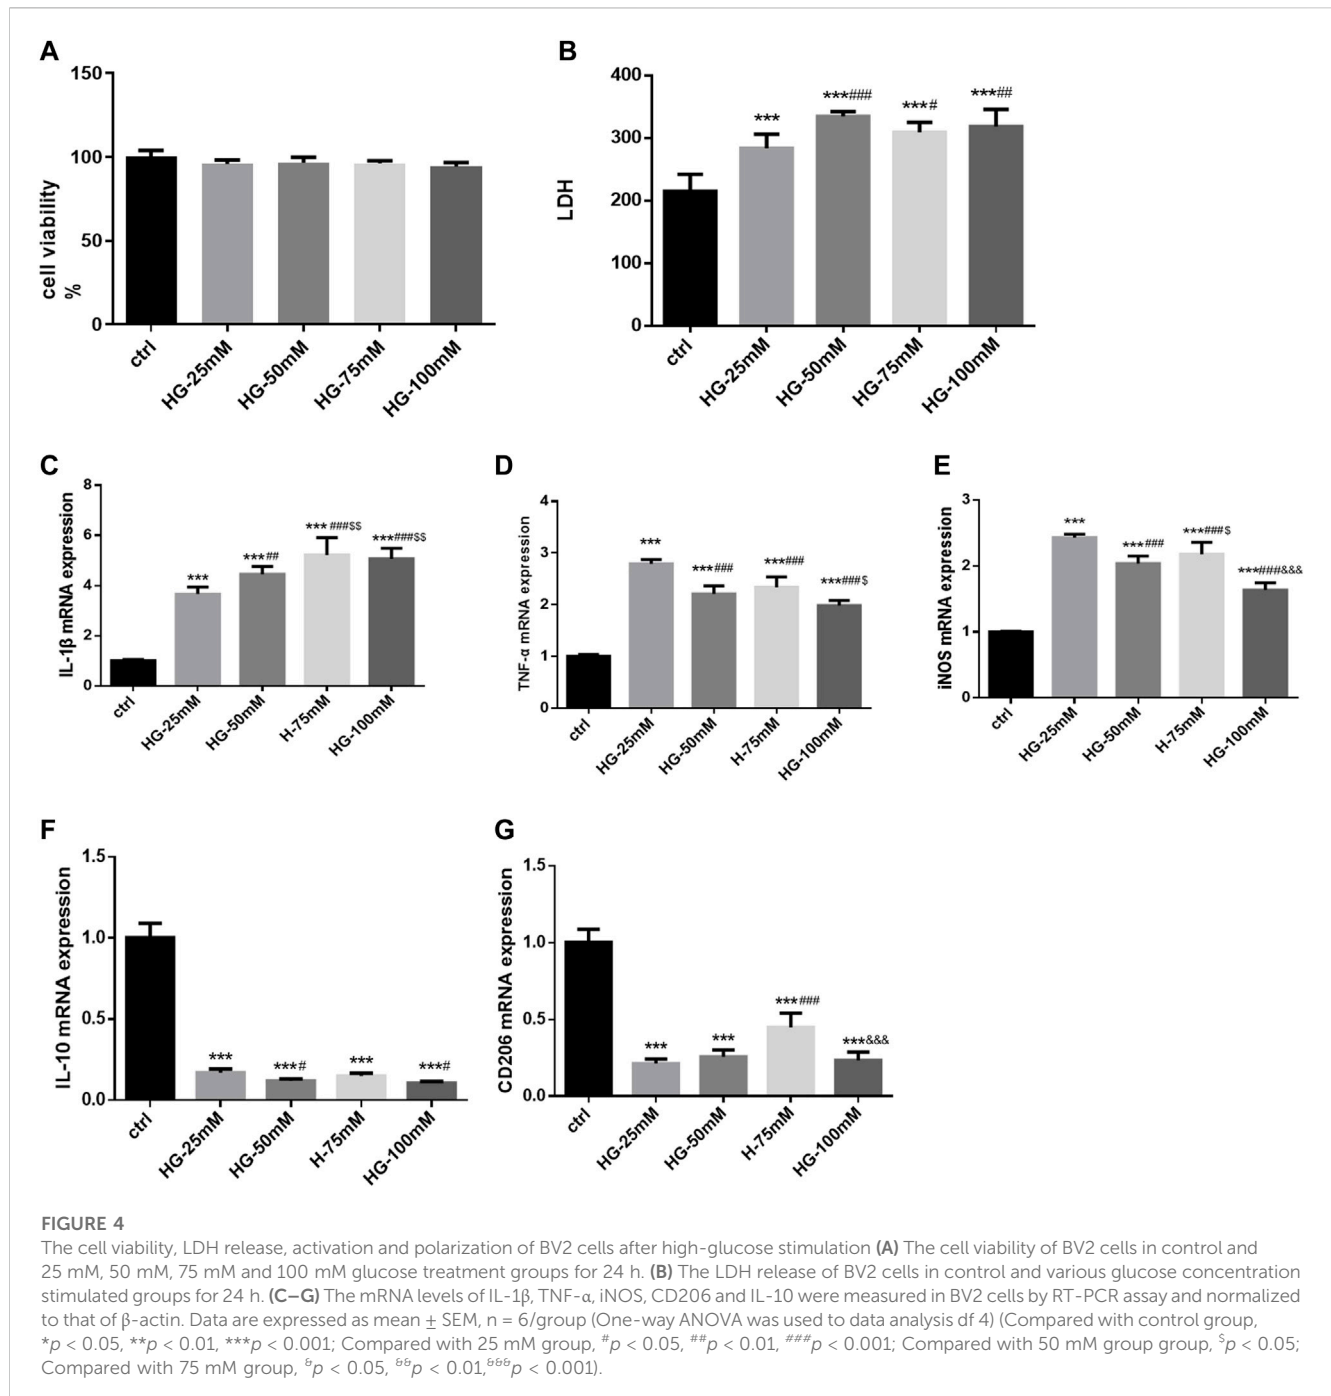 A
150
100
50
0
cell viability
%
ctrl
HG-25mM
HG-50mM
HG-75mM
HG-100mM
B
400
300
200
100
0
LDH
***
***###
***#
***##
ctrl
HG-25mM
HG-50mM
HG-75mM
HG-100mM
C
8
6
4
2
0
IL-1β mRNA expression
***
***##
***###$$
***###$$
ctrl
HG-25mM
HG-50mM
H-75mM
HG-100mM
D
4
3
2
1
0
TNF-α mRNA expression
***
***###
***###
***###$
ctrl
HG-25mM
HG-50mM
H-75mM
HG-100mM
E
3
2
1
0
iNOS mRNA expression
***
***###
***###$
***###&&&
ctrl
HG-25mM
HG-50mM
H-75mM
HG-100mM
F
1.5
1.0
0.5
0.0
IL-10 mRNA expression
***
***#
***
***#
ctrl
HG-25mM
HG-50mM
H-75mM
HG-100mM
G
1.5
1.0
0.5
0.0
CD206 mRNA expression
***
***
***###
***&&&
ctrl
HG-25mM
HG-50mM
H-75mM
HG-100mM
FIGURE 4
The cell viability, LDH release, activation and polarization of BV2 cells after high-glucose stimulation (A) The cell viability of BV2 cells in control and
25 mM, 50 mM, 75 mM and 100 mM glucose treatment groups for 24 h. (B) The LDH release of BV2 cells in control and various glucose concentration
stimulated groups for 24 h. (C–G) The mRNA levels of IL-1β, TNF-α, iNOS, CD206 and IL-10 were measured in BV2 cells by RT-PCR assay and normalized
to that of β-actin. Data are expressed as mean ± SEM, n = 6/group (One-way ANOVA was used to data analysis df 4) (Compared with control group,
*p < 0.05, **p < 0.01, ***p < 0.001; Compared with 25 mM group, #p < 0.05, ##p < 0.01, ###p < 0.001; Compared with 50 mM group group, $p < 0.05;
Compared with 75 mM group, &p < 0.05, &&p < 0.01,&&&p < 0.001).